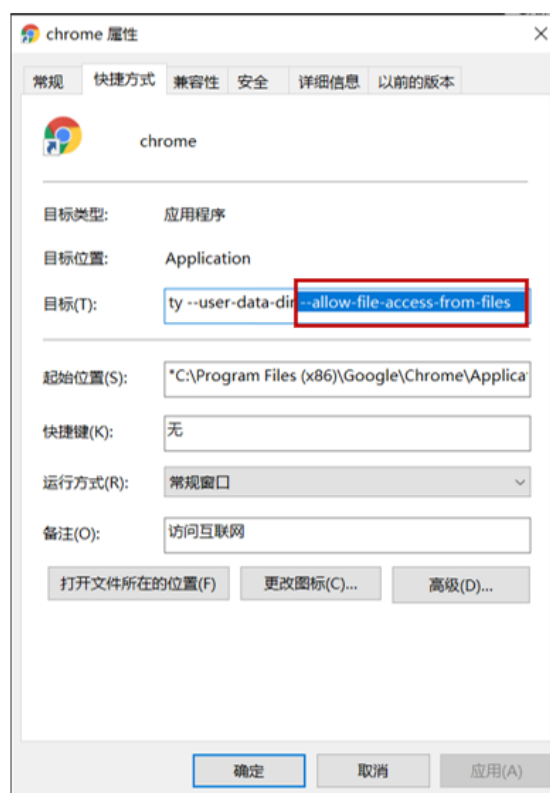 chrome 属性
常规 快捷方式 兼容性 安全 详细信息 以前的版本
chrome
目标类型: 应用程序
目标位置: Application
目标(T): ty --user-data-dir --allow-file-access-from-files
起始位置(S): "C:\Program Files (x86)\Google\Chrome\Applica
快捷键(K): 无
运行方式(R): 常规窗口
备注(O): 访问互联网
打开文件所在的位置(F) 更改图标(C)... 高级(D)...
确定 取消 应用(A)